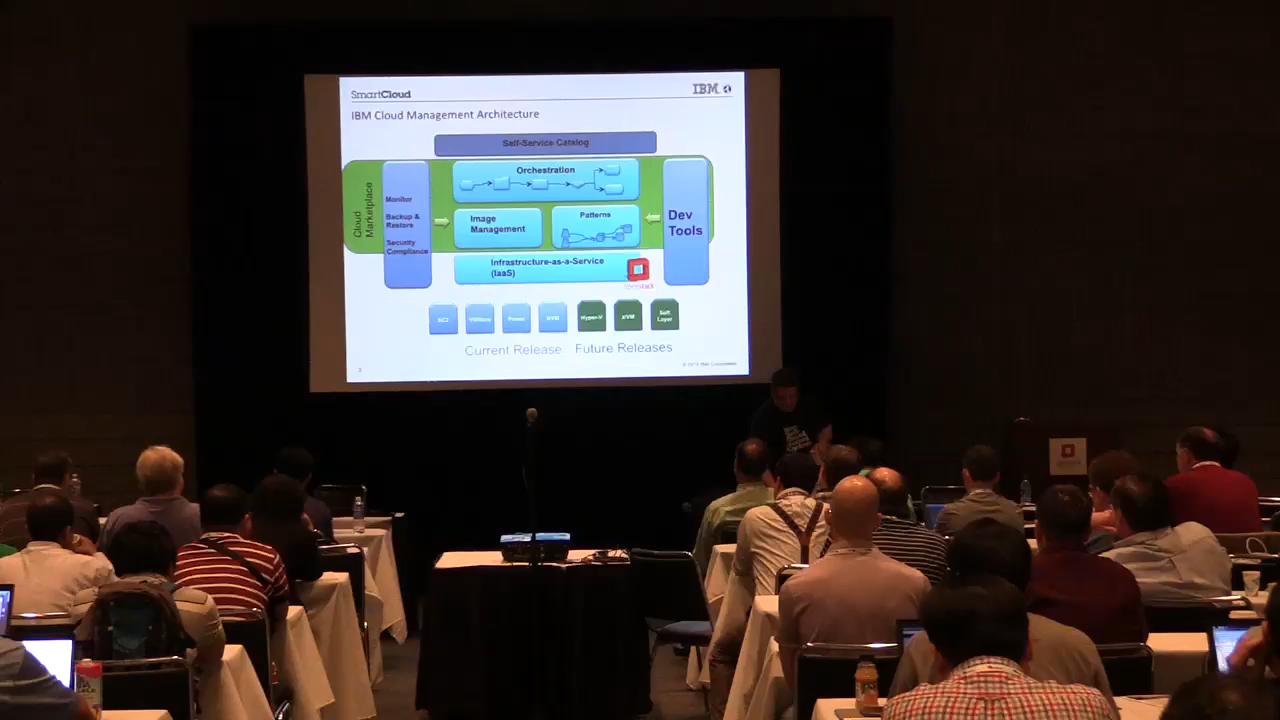 SmartCloud
IBM
IBM Cloud Management Architecture
Self-Service Catalog
Cloud
Marketplace
Monitor
Backup &
Restore
Security
Compliance
Orchestration
Image
Management
Patterns
Dev
Tools
Infrastructure-as-a-Service
(IaaS)
EC2
VMWare
Power
KVM
Hyper-V
zVM
Soft
Layer
Current Release
Future Releases